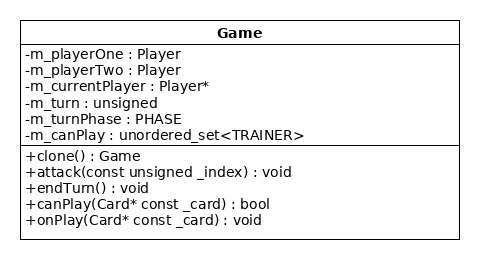 Game
-m_playerOne : Player
-m_playerTwo : Player
-m_currentPlayer : Player*
-m_turn : unsigned
-m_turnPhase : PHASE
-m_canPlay : unordered_set<TRAINER>
+clone() : Game
+attack(const unsigned _index) : void
+endTurn() : void
+canPlay(Card* const _card) : bool
+onPlay(Card* const _card) : void